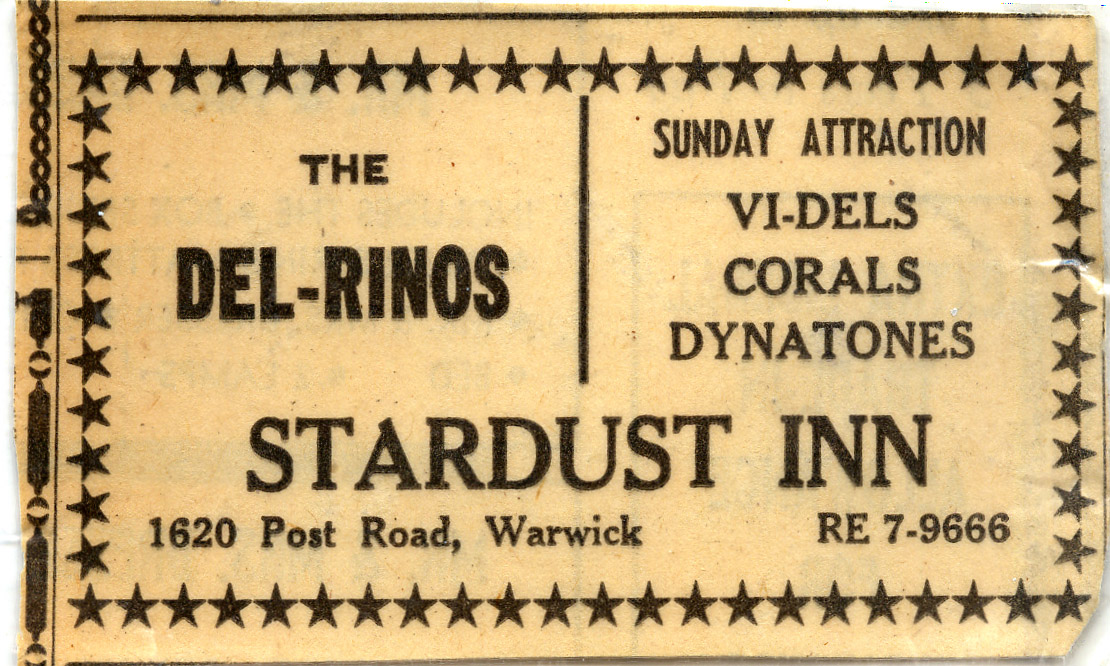 THE
DEL-RINOS
SUNDAY ATTRACTION
VI-DELS
CORALS
DYNATONES
STARDUST INN
1620 Post Road, Warwick
RE 7-9666